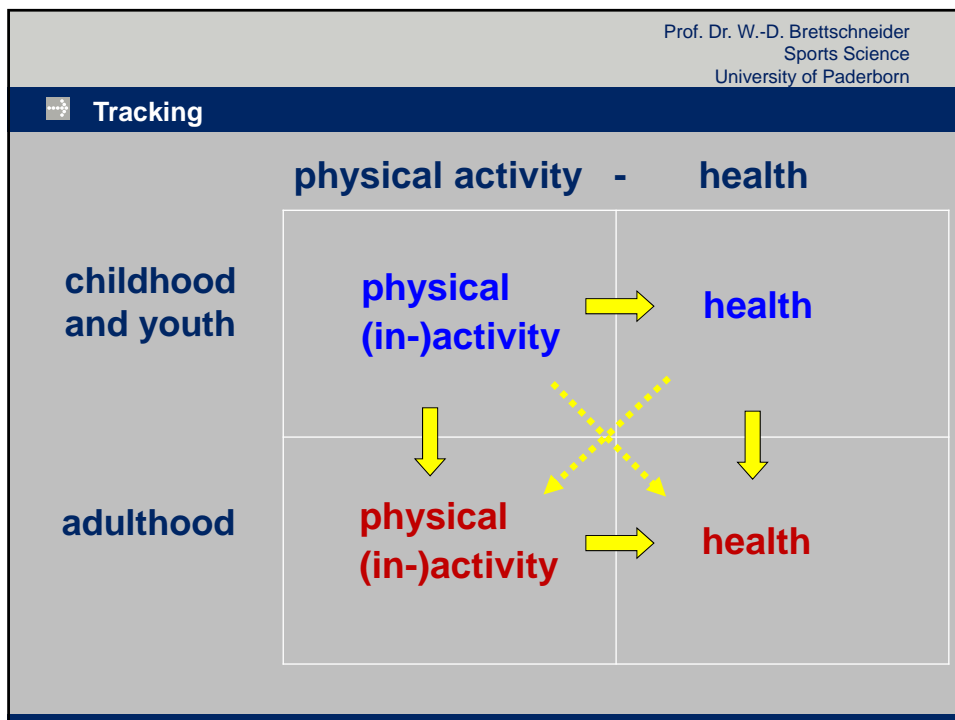 Prof. Dr. W.-D. Brettschneider
Sports Science
University of Paderborn
Tracking
physical activity - health
childhood
and youth
physical
(in-)activity
health
adulthood
physical
(in-)activity
health